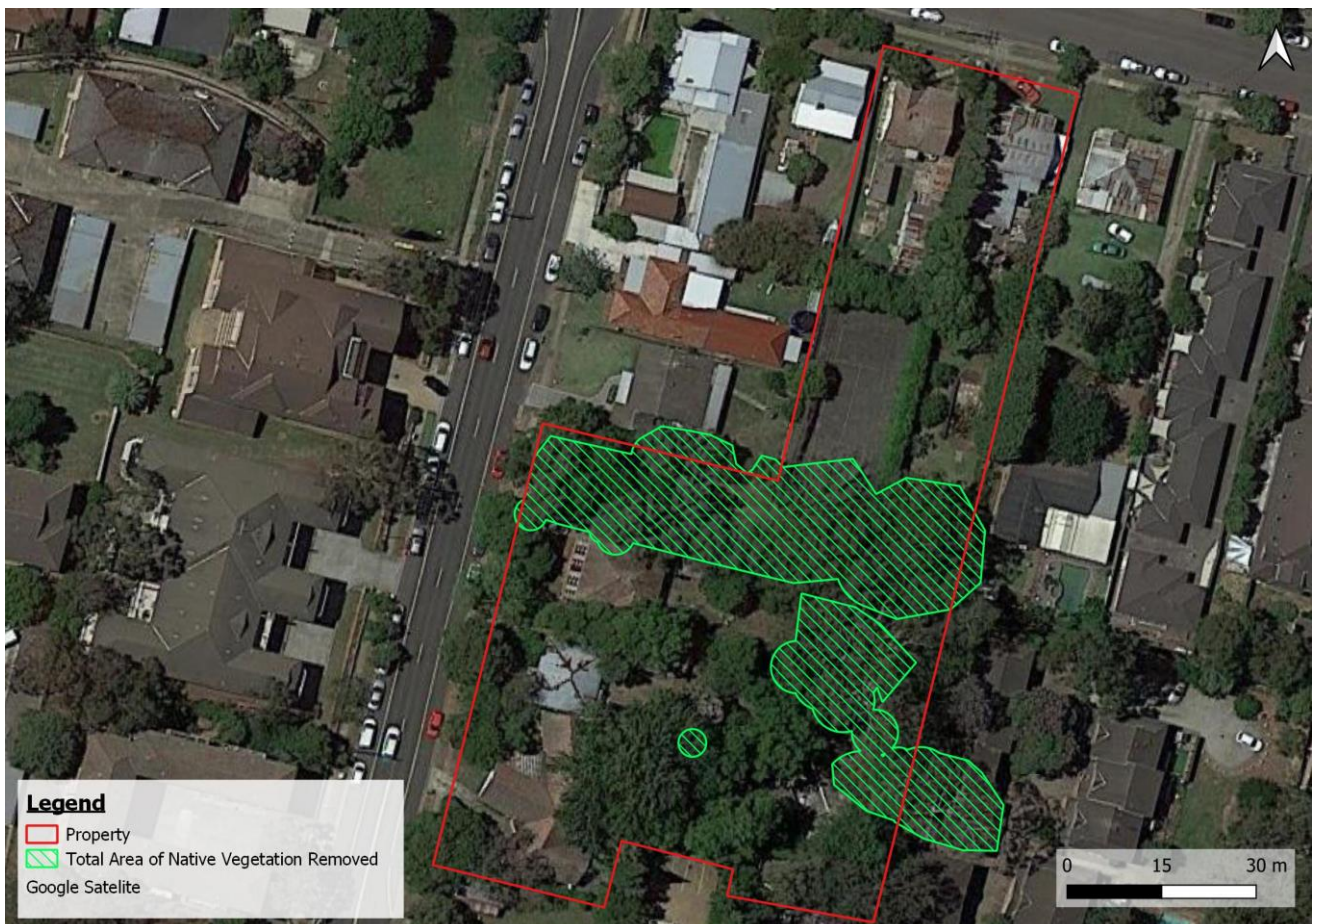 Legend
Property
Total Area of Native Vegetation Removed
Google Satelite
0 15 30 m